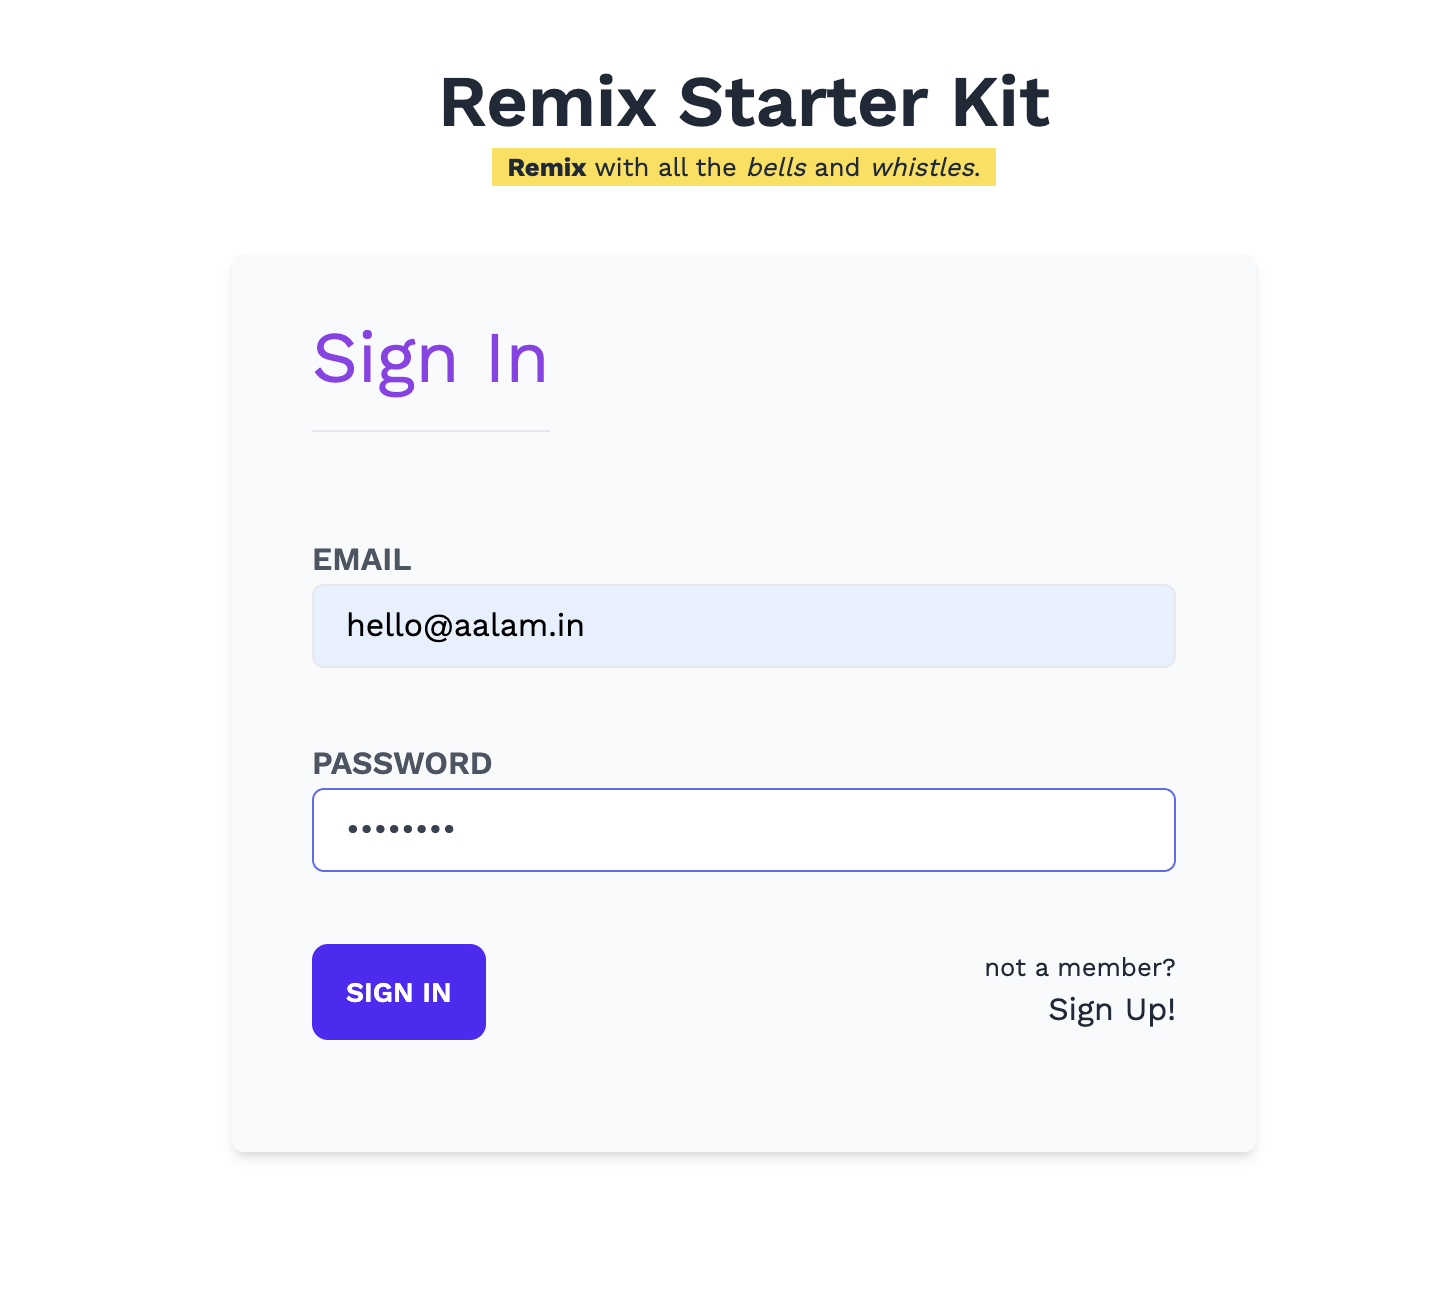 Remix Starter Kit
Remix with all the bells and whistles.
Sign In
EMAIL
hello@aalam.in
PASSWORD
••••••••
SIGN IN
not a member?
Sign Up!